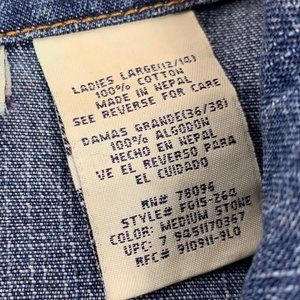 LADIES LARGE(12/14)
100% COTTON
MADE IN NEPAL
SEE REVERSE FOR CARE
DAMAS GRANDE(36/38)
100% ALGODON
HECHO EN NEPAL
VE EL REVERSO PARA
EL CUIDADO
RN# 78096
STYLE# FG15-264
COLOR: MEDIUM STONE
UPC: 7 9451170367
RFC# 910911-9L0